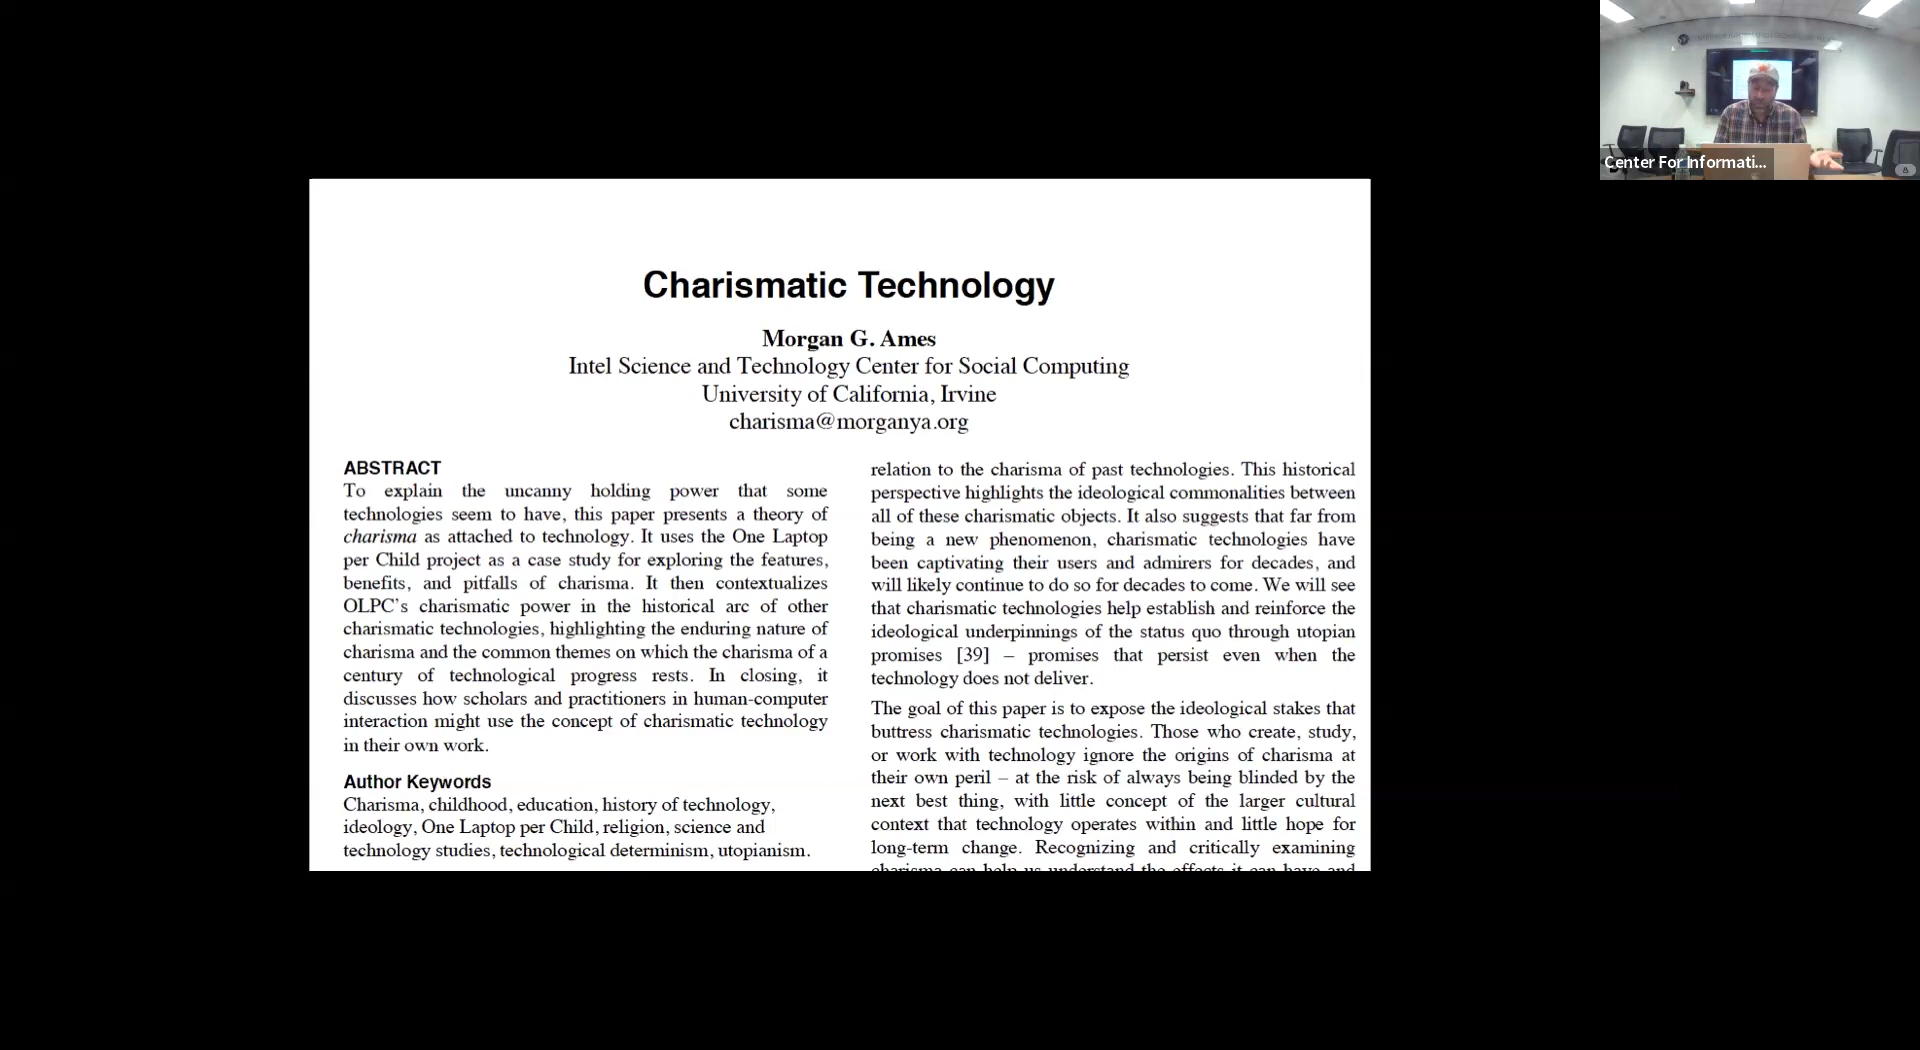 Charismatic Technology
Morgan G. Ames
Intel Science and Technology Center for Social Computing
University of California, Irvine
charisma@morganya.org
ABSTRACT
To explain the uncanny holding power that some
technologies seem to have, this paper presents a theory of
charisma as attached to technology. It uses the One Laptop
per Child project as a case study for exploring the features,
benefits, and pitfalls of charisma. It then contextualizes
OLPC's charismatic power in the historical arc of other
charismatic technologies, highlighting the enduring nature of
charisma and the common themes on which the charisma of a
century of technological progress rests. In closing, it
discusses how scholars and practitioners in human-computer
interaction might use the concept of charismatic technology
in their own work.
Author Keywords
Charisma, childhood, education, history of technology,
ideology, One Laptop per Child, religion, science and
technology studies, technological determinism, utopianism.
relation to the charisma of past technologies. This historical
perspective highlights the ideological commonalities between
all of these charismatic objects. It also suggests that far from
being a new phenomenon, charismatic technologies have
been captivating their users and admirers for decades, and
will likely continue to do so for decades to come. We will see
that charismatic technologies help establish and reinforce the
ideological underpinnings of the status quo through utopian
promises [39] – promises that persist even when the
technology does not deliver.
The goal of this paper is to expose the ideological stakes that
buttress charismatic technologies. Those who create, study,
or work with technology ignore the origins of charisma at
their own peril – at the risk of always being blinded by the
next best thing, with little concept of the larger cultural
context that technology operates within and little hope for
long-term change. Recognizing and critically examining
charisma can help us understand the effects it can have and
Center For Informati...